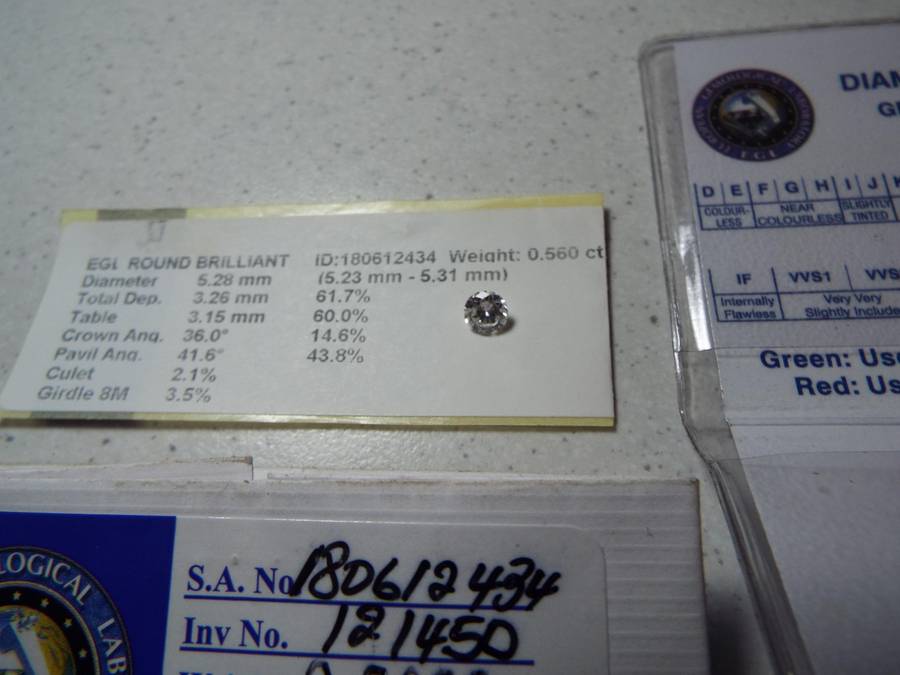 EGL ROUND BRILLIANT ID:180612434 Weight: 0.560 ct
Diameter 5.28 mm (5.23 mm - 5.31 mm)
Total Dep. 3.26 mm 61.7%
Table 3.15 mm 60.0%
Crown Ang. 36.0° 14.6%
Pavil Ang. 41.6° 43.8%
Culet 2.1%
Girdle 8M 3.5%
DIAM
D E F G H I J K
COLOUR-LESS NEAR COLOURLESS SLIGHTLY TINTED
IF VVS1 VVS
Internally Flawless Very Very Slightly Include
Green: Use
Red: Us
LOGICAL LAB
S.A. No 180612434
Inv No. 121450